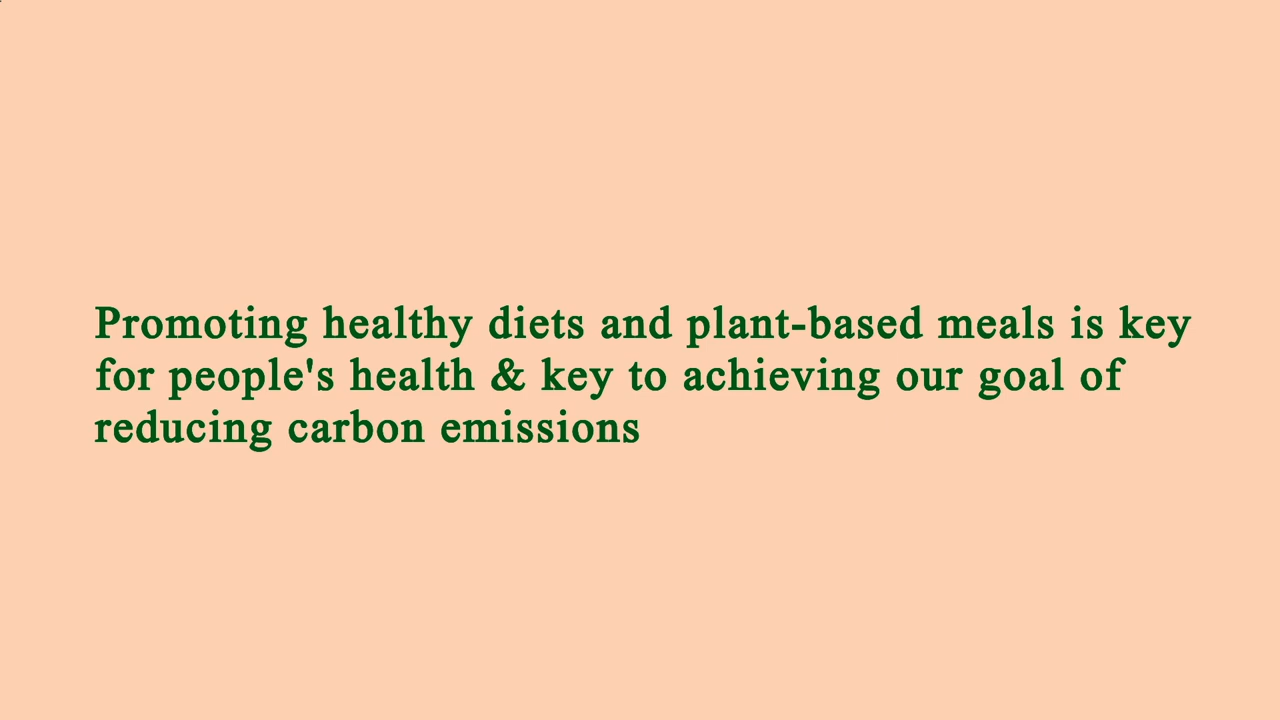 Promoting healthy diets and plant-based meals is key
for people's health & key to achieving our goal of
reducing carbon emissions